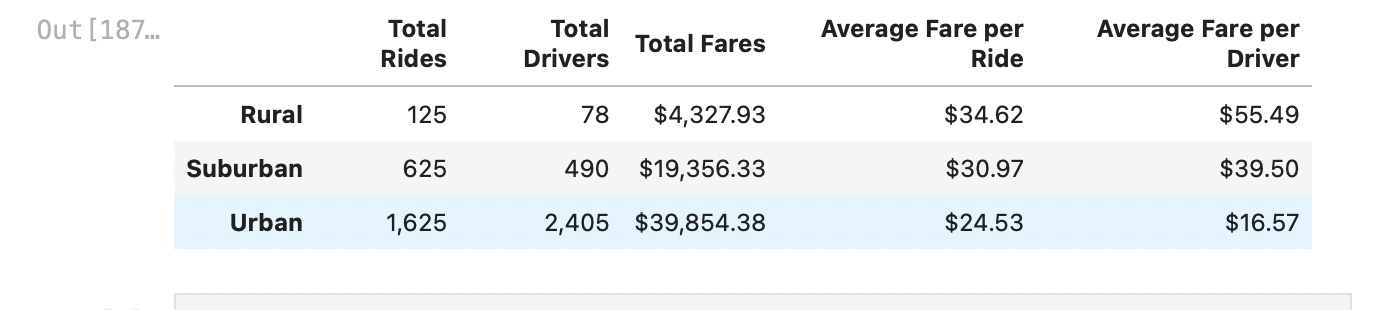 Out[187…
Total Rides Total Drivers Total Fares Average Fare per Ride Average Fare per Driver
Rural 125 78 $4,327.93 $34.62 $55.49
Suburban 625 490 $19,356.33 $30.97 $39.50
Urban 1,625 2,405 $39,854.38 $24.53 $16.57